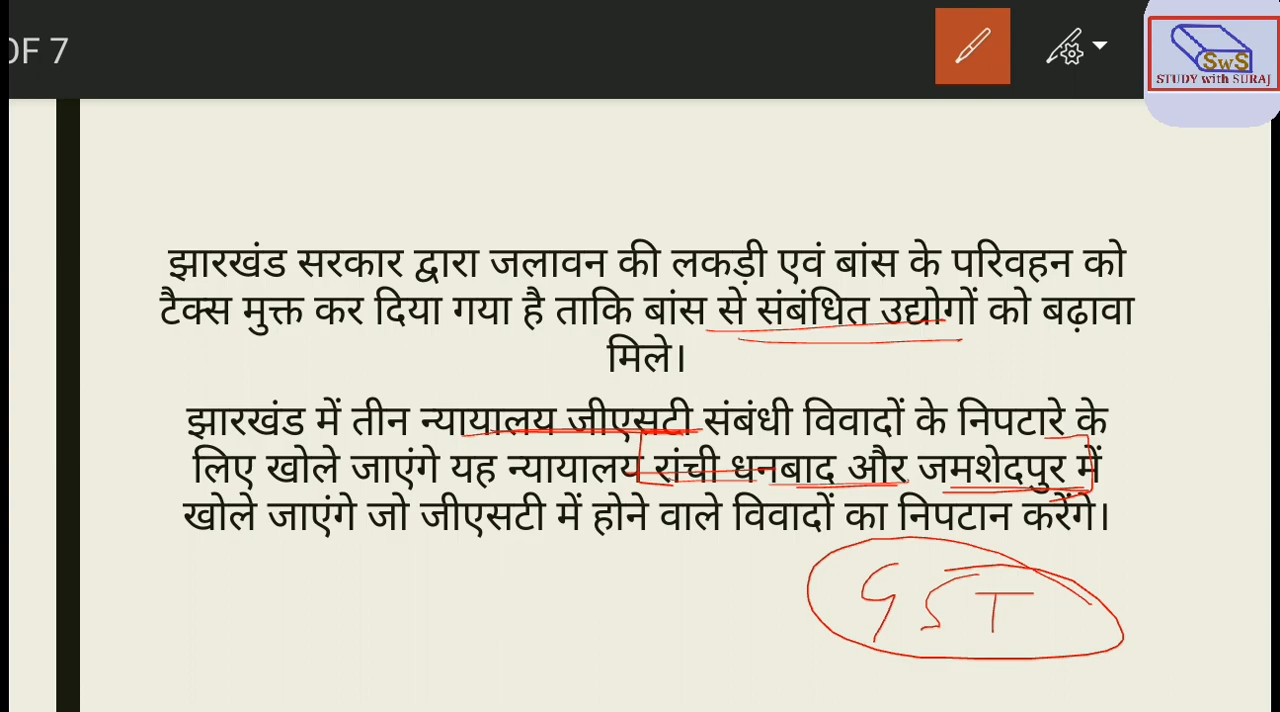 OF 7
SwS
STUDY with SURAJ
झारखंड सरकार द्वारा जलावन की लकड़ी एवं बांस के परिवहन को
टैक्स मुक्त कर दिया गया है ताकि बांस से संबंधित उद्योगों को बढ़ावा
मिले।
झारखंड में तीन न्यायालय जीएसटी संबंधी विवादों के निपटारे के
लिए खोले जाएंगे यह न्यायालय रांची धनबाद और जमशेदपुर में
खोले जाएंगे जो जीएसटी में होने वाले विवादों का निपटान करेंगे।
GST